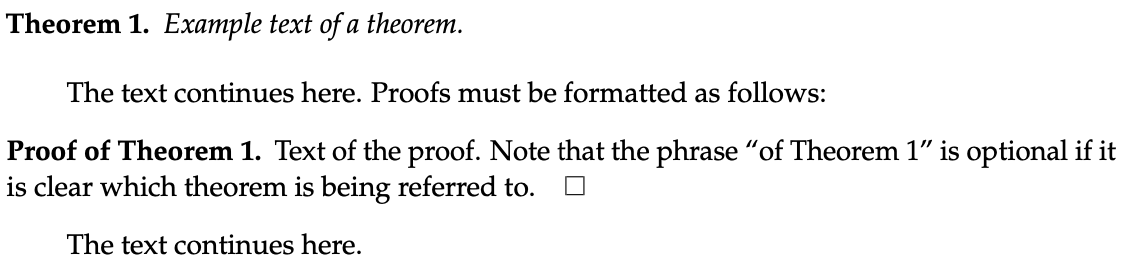 Theorem 1. Example text of a theorem.
The text continues here. Proofs must be formatted as follows:
Proof of Theorem 1. Text of the proof. Note that the phrase “of Theorem 1” is optional if it
is clear which theorem is being referred to. □
The text continues here.